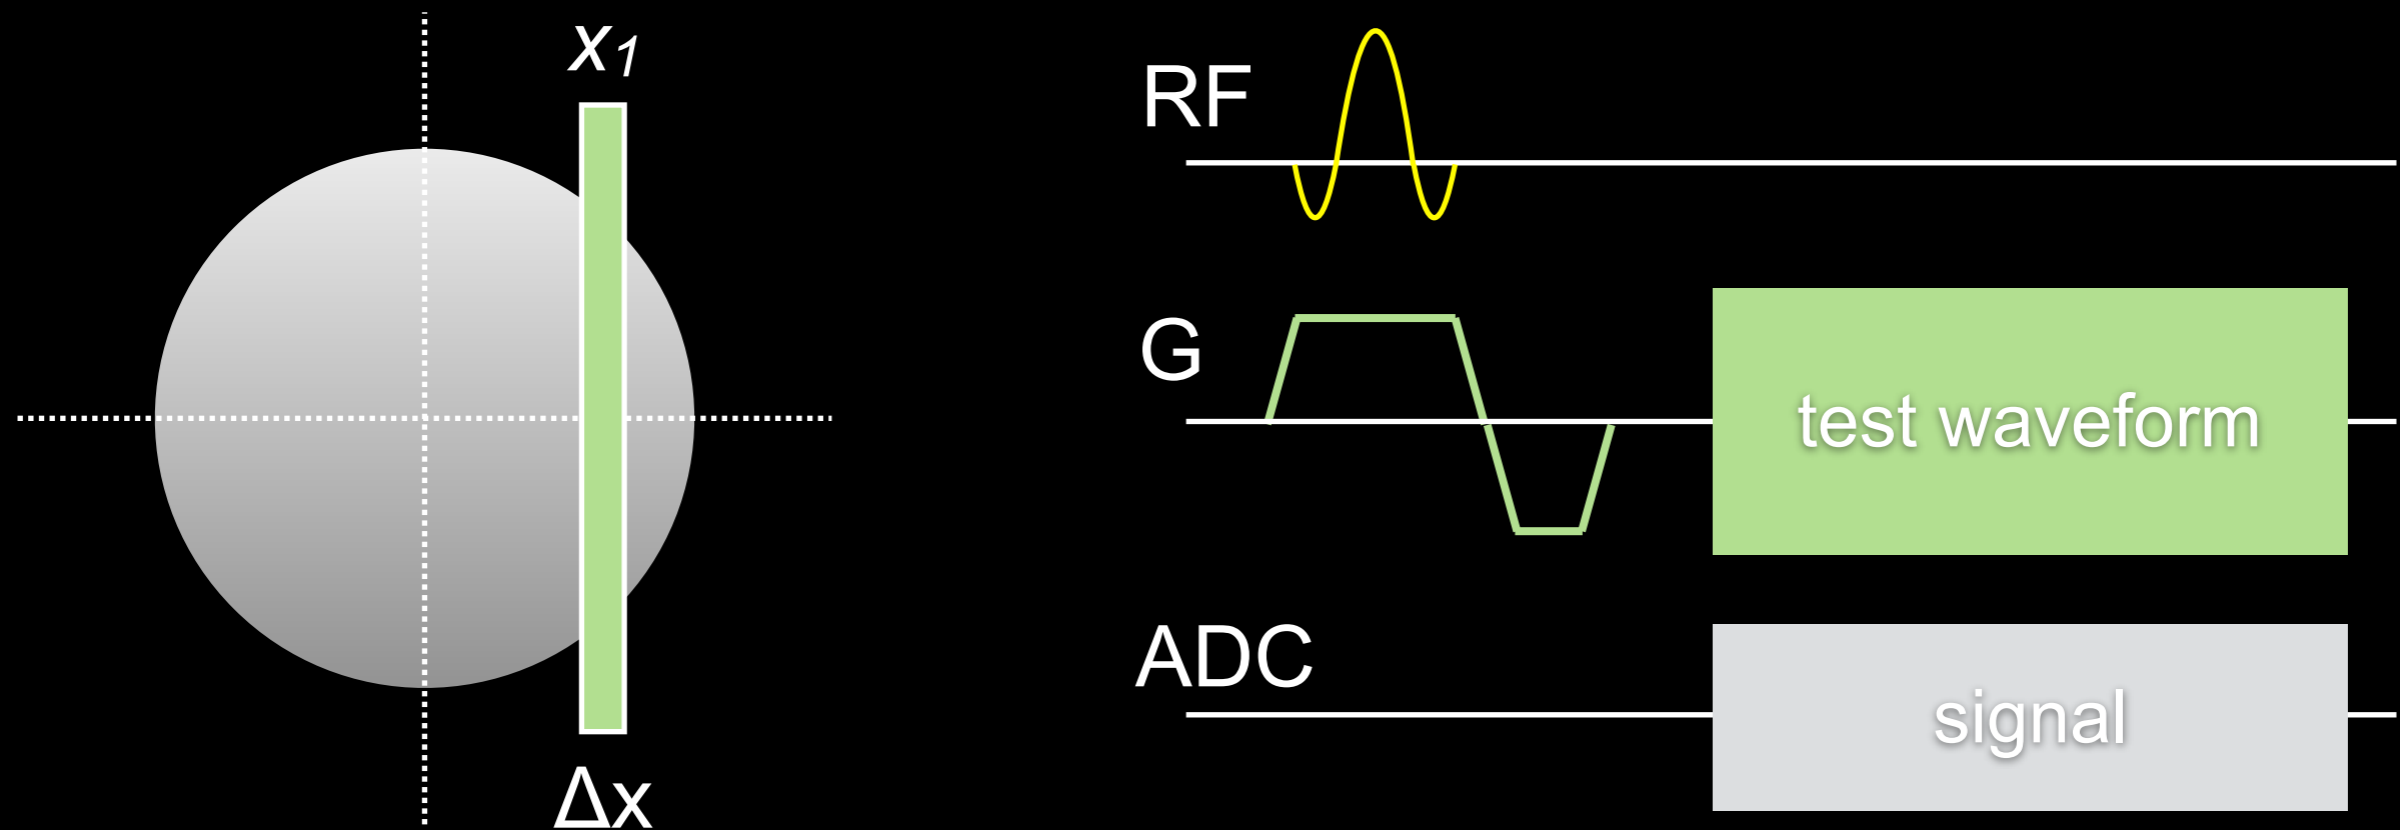 x₁
Δx
RF
G
test waveform
ADC
signal